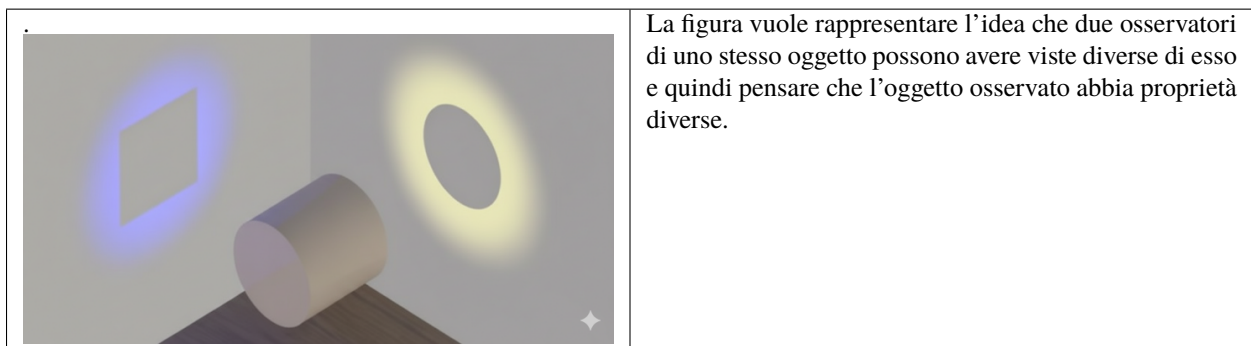 .
La figura vuole rappresentare l’idea che due osservatori
di uno stesso oggetto possono avere viste diverse di esso
e quindi pensare che l’oggetto osservato abbia proprietà
diverse.